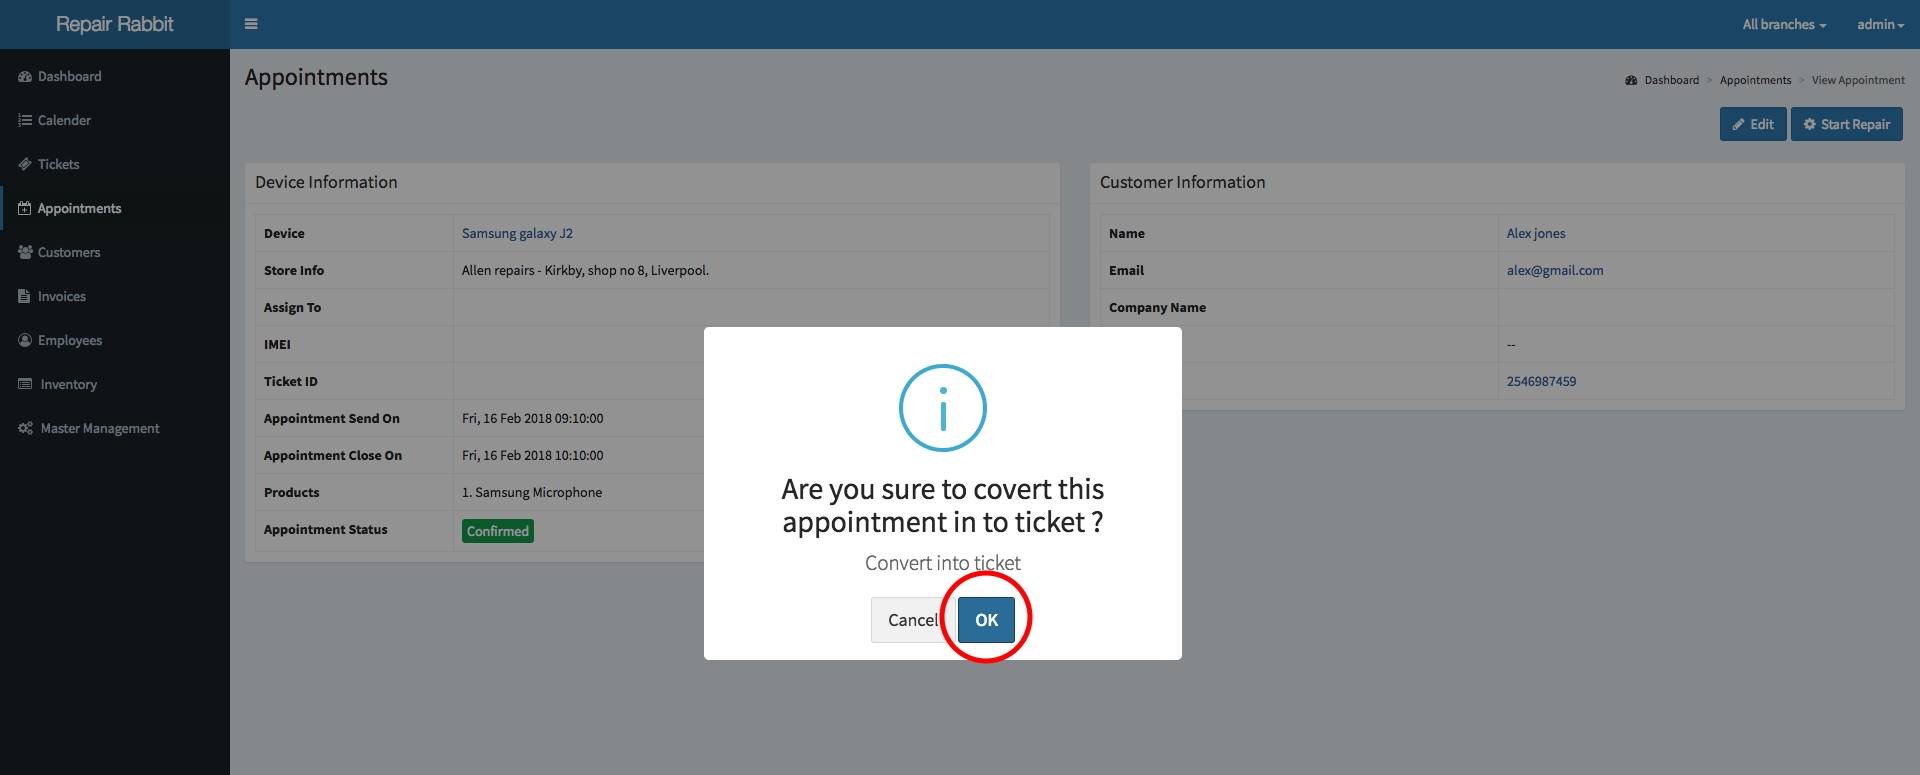 Repair Rabbit
All branches
admin
Dashboard
Calender
Tickets
Appointments
Customers
Invoices
Employees
Inventory
Master Management
Appointments
Dashboard > Appointments > View Appointment
Edit
Start Repair
Device Information
Device Samsung galaxy J2
Store Info Allen repairs - Kirkby, shop no 8, Liverpool.
Assign To
IMEI
Ticket ID
Appointment Send On Fri, 16 Feb 2018 09:10:00
Appointment Close On Fri, 16 Feb 2018 10:10:00
Products 1. Samsung Microphone
Appointment Status Confirmed
Customer Information
Name Alex jones
Email alex@gmail.com
Company Name
--
2546987459
Are you sure to covert this
appointment in to ticket ?
Convert into ticket
Cancel
OK